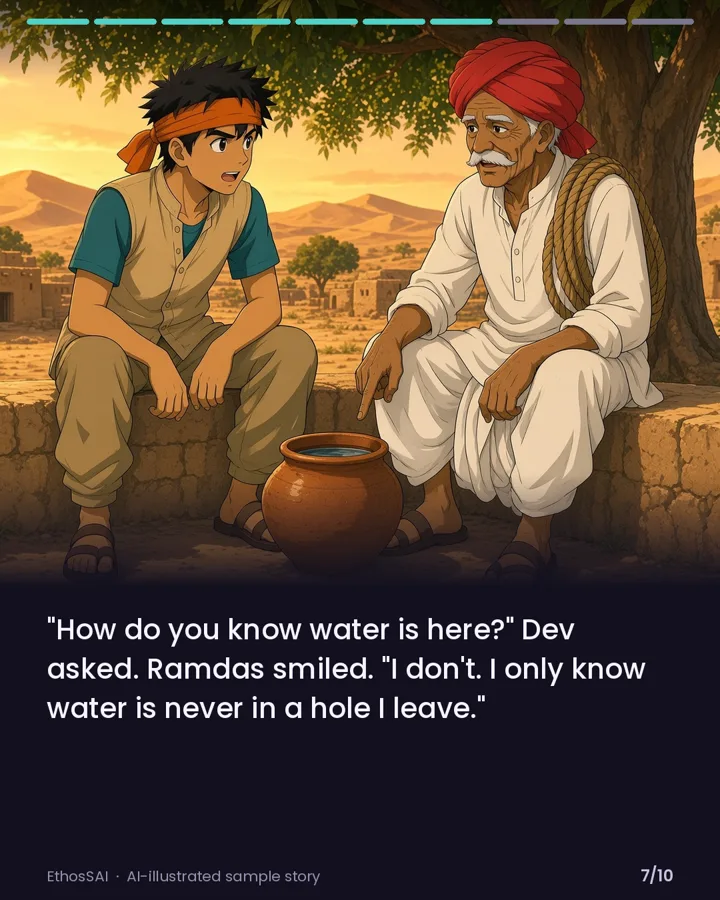 "How do you know water is here?" Dev
asked. Ramdas smiled. "I don't. I only know
water is never in a hole I leave."
EthosSAI · AI-illustrated sample story
7/10